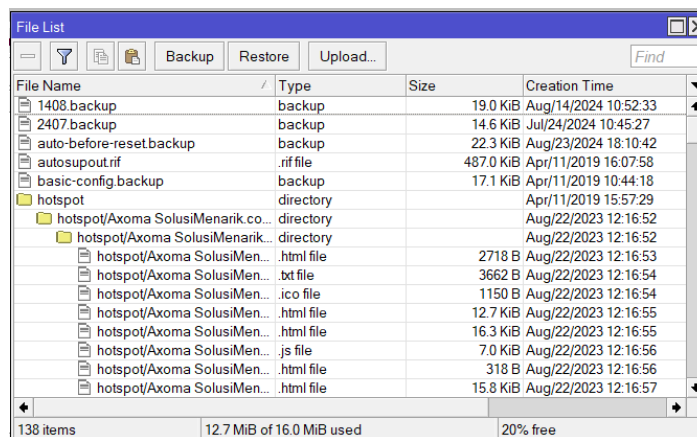 File List
Backup Restore Upload... Find
File Name Type Size Creation Time
1408.backup backup 19.0 KiB Aug/14/2024 10:52:33
2407.backup backup 14.6 KiB Jul/24/2024 10:45:27
auto-before-reset.backup backup 22.3 KiB Aug/23/2024 18:10:42
autosupout.rif .rif file 487.0 KiB Apr/11/2019 16:07:58
basic-config.backup backup 17.1 KiB Apr/11/2019 10:44:18
hotspot directory Apr/11/2019 15:57:29
hotspot/Axoma SolusiMenarik.co... directory Aug/22/2023 12:16:52
hotspot/Axoma SolusiMenarik... directory Aug/22/2023 12:16:52
hotspot/Axoma SolusiMen... .html file 2718 B Aug/22/2023 12:16:53
hotspot/Axoma SolusiMen... .txt file 3662 B Aug/22/2023 12:16:54
hotspot/Axoma SolusiMen... .ico file 1150 B Aug/22/2023 12:16:54
hotspot/Axoma SolusiMen... .html file 12.7 KiB Aug/22/2023 12:16:55
hotspot/Axoma SolusiMen... .html file 16.3 KiB Aug/22/2023 12:16:55
hotspot/Axoma SolusiMen... .js file 7.0 KiB Aug/22/2023 12:16:56
hotspot/Axoma SolusiMen... .html file 318 B Aug/22/2023 12:16:56
hotspot/Axoma SolusiMen... .html file 15.8 KiB Aug/22/2023 12:16:57
138 items 12.7 MiB of 16.0 MiB used 20% free